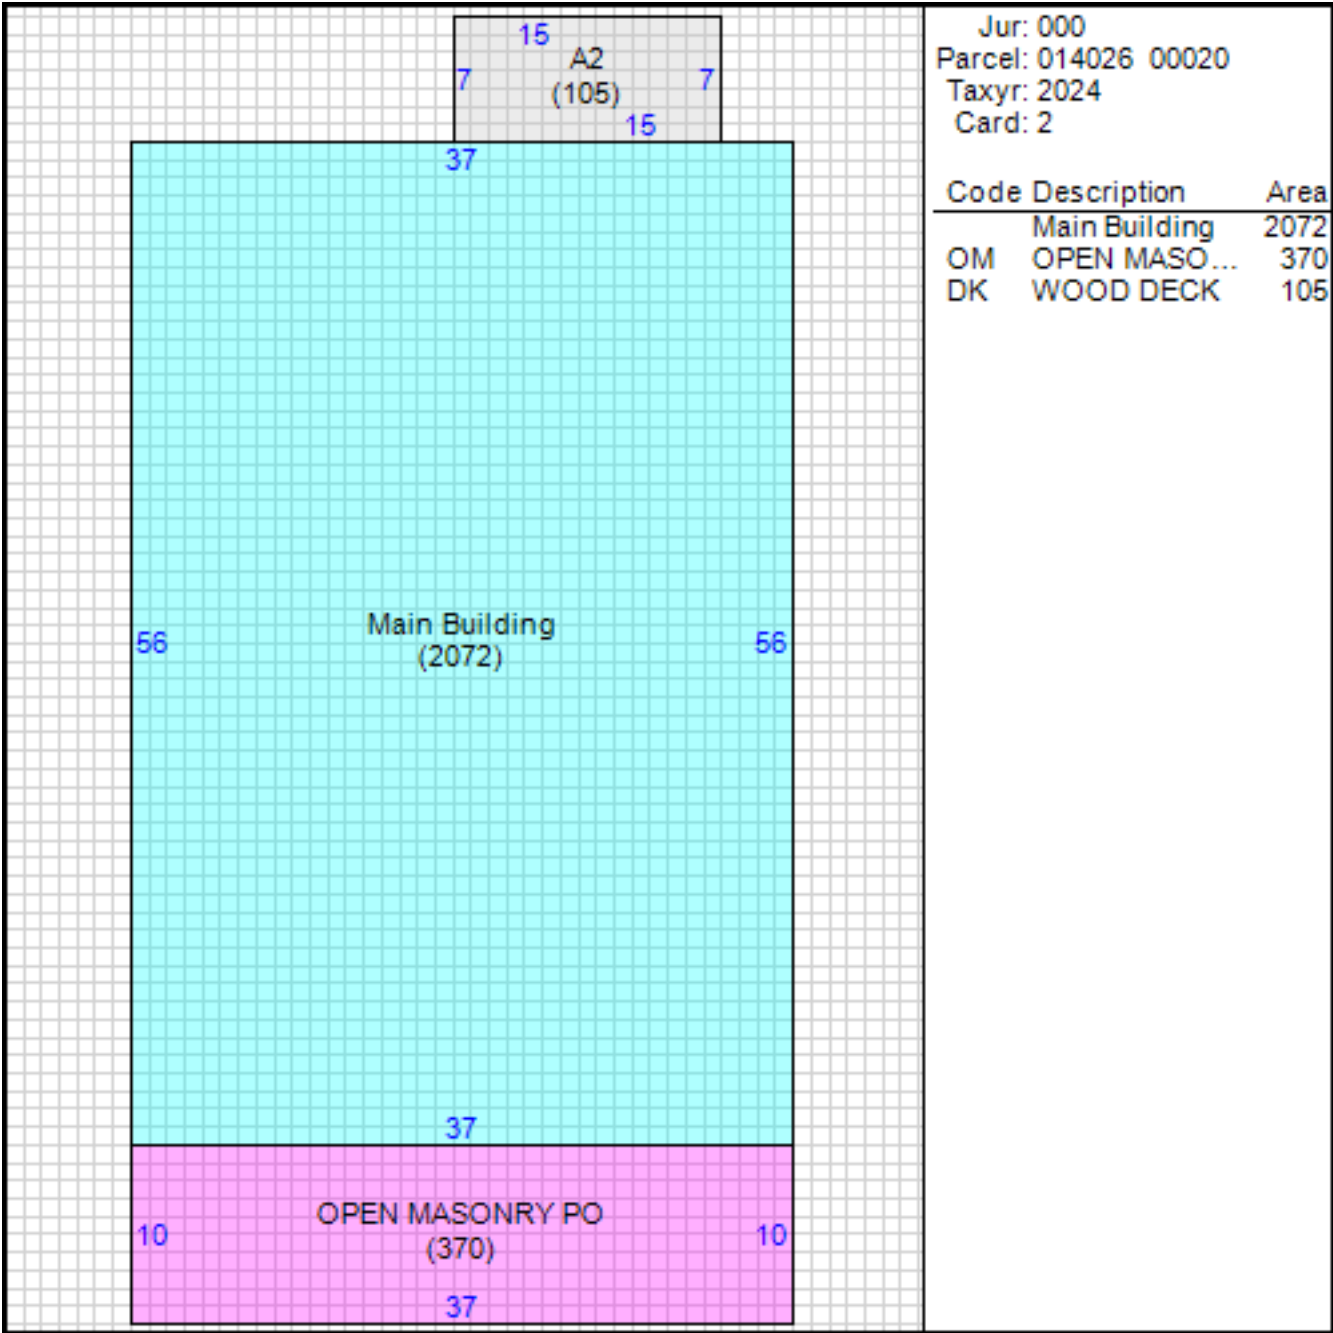 15
A2
7
7
(105)
15
37
56
Main Building
56
(2072)
37
OPEN MASONRY PO
10
10
(370)
37
Jur: 000
Parcel: 014026 00020
Taxyr: 2024
Card: 2
Code Description Area
Main Building 2072
OM OPEN MASO... 370
DK WOOD DECK 105